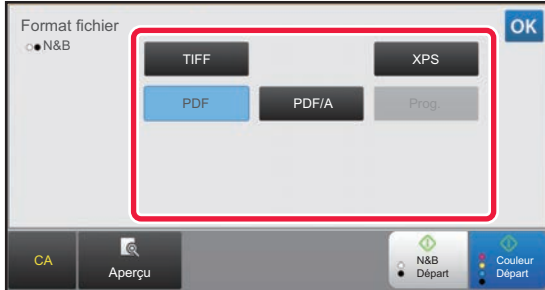 Format fichier
N&B
OK
TIFF
XPS
PDF
PDF/A
Prog.
CA
Aperçu
N&B
Départ
Couleur
Départ